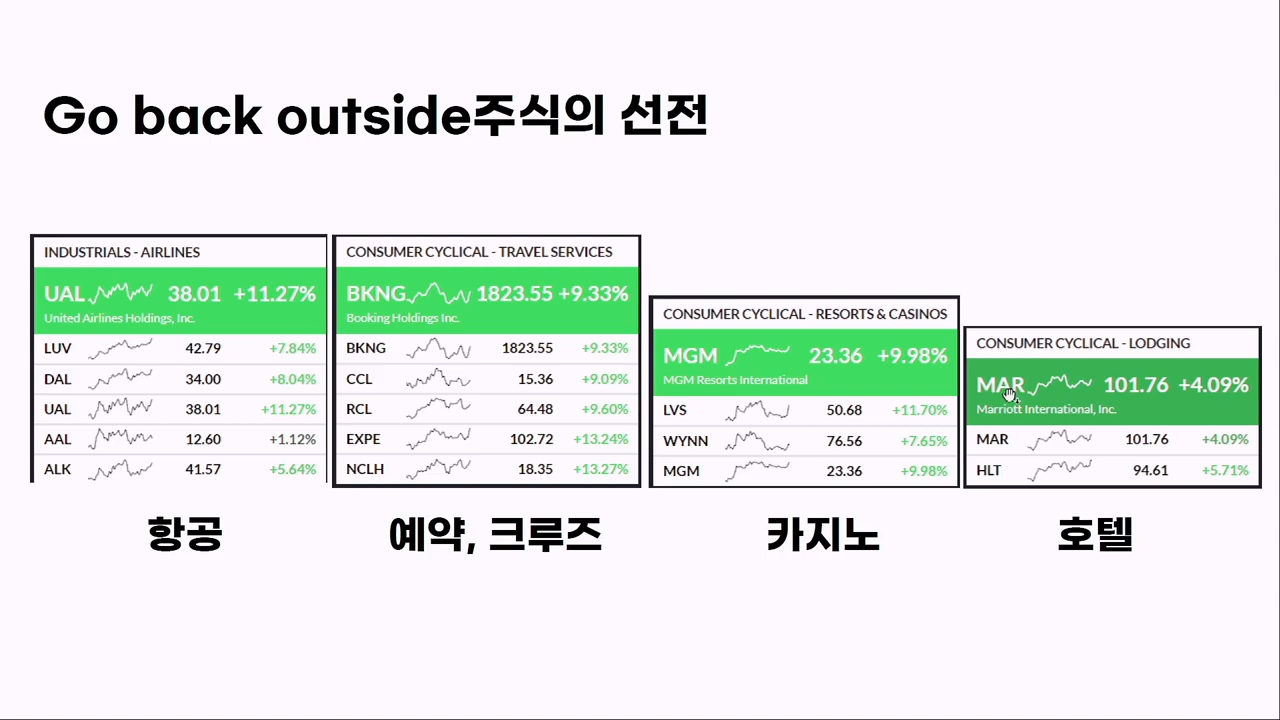 Go back outside주식의 선전
INDUSTRIALS - AIRLINES
UAL 38.01 +11.27%
United Airlines Holdings, Inc.
LUV 42.79 +7.84%
DAL 34.00 +8.04%
UAL 38.01 +11.27%
AAL 12.60 +1.12%
ALK 41.57 +5.64%
항공
CONSUMER CYCLICAL - TRAVEL SERVICES
BKNG 1823.55 +9.33%
Booking Holdings Inc.
BKNG 1823.55 +9.33%
CCL 15.36 +9.09%
RCL 64.48 +9.60%
EXPE 102.72 +13.24%
NCLH 18.35 +13.27%
예약, 크루즈
CONSUMER CYCLICAL - RESORTS & CASINOS
MGM 23.36 +9.98%
MGM Resorts International
LVS 50.68 +11.70%
WYNN 76.56 +7.65%
MGM 23.36 +9.98%
카지노
CONSUMER CYCLICAL - LODGING
MAR 101.76 +4.09%
Marriott International, Inc.
MAR 101.76 +4.09%
HLT 94.61 +5.71%
호텔